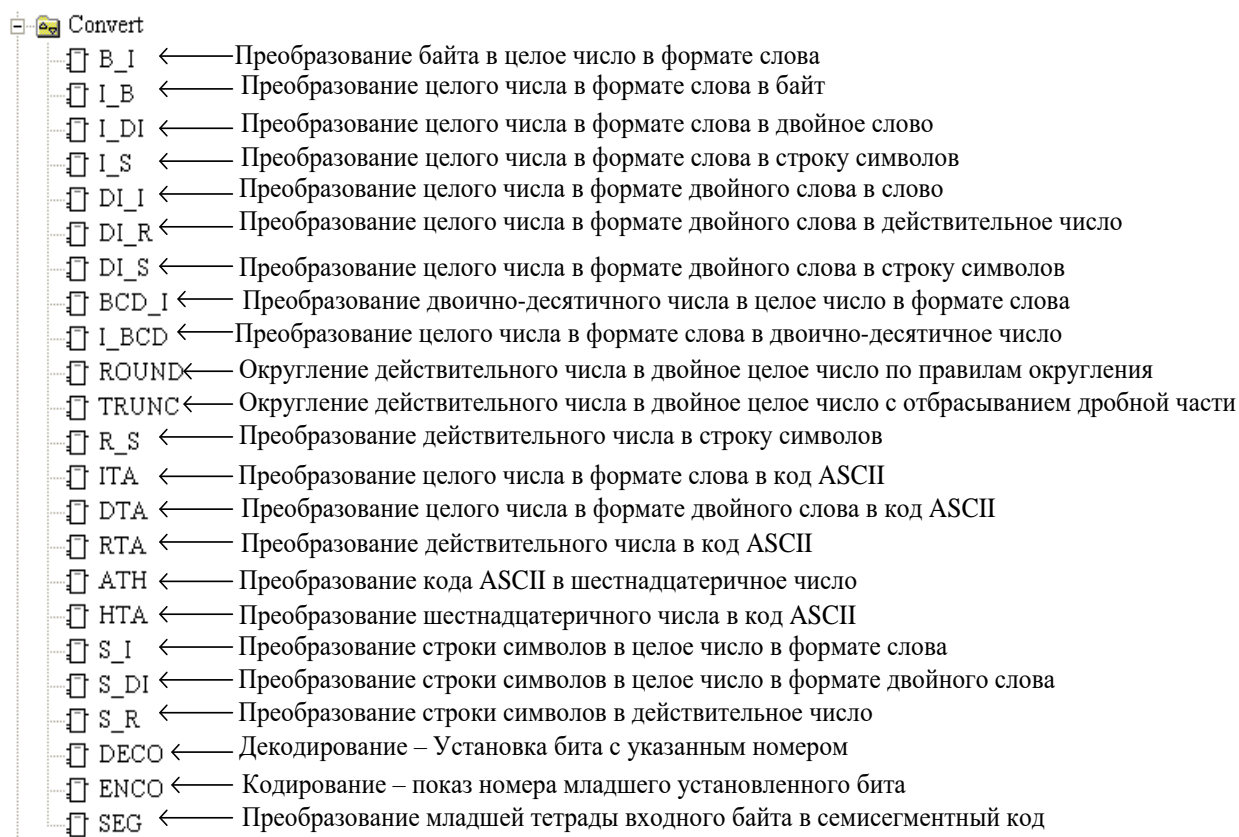 Convert
B_I Преобразование байта в целое число в формате слова
I_B Преобразование целого числа в формате слова в байт
I_DI Преобразование целого числа в формате слова в двойное слово
I_S Преобразование целого числа в формате слова в строку символов
DI_I Преобразование целого числа в формате двойного слова в слово
DI_R Преобразование целого числа в формате двойного слова в действительное число
DI_S Преобразование целого числа в формате двойного слова в строку символов
BCD_I Преобразование двоично-десятичного числа в целое число в формате слова
I_BCD Преобразование целого числа в формате слова в двоично-десятичное число
ROUND Округление действительного числа в двойное целое число по правилам округления
TRUNC Округление действительного числа в двойное целое число с отбрасыванием дробной части
R_S Преобразование действительного числа в строку символов
ITA Преобразование целого числа в формате слова в код ASCII
DTA Преобразование целого числа в формате двойного слова в код ASCII
RTA Преобразование действительного числа в код ASCII
ATH Преобразование кода ASCII в шестнадцатеричное число
HTA Преобразование шестнадцатеричного числа в код ASCII
S_I Преобразование строки символов в целое число в формате слова
S_DI Преобразование строки символов в целое число в формате двойного слова
S_R Преобразование строки символов в действительное число
DECO Декодирование – Установка бита с указанным номером
ENCO Кодирование – показ номера младшего установленного бита
SEG Преобразование младшей тетрады входного байта в семисегментный код